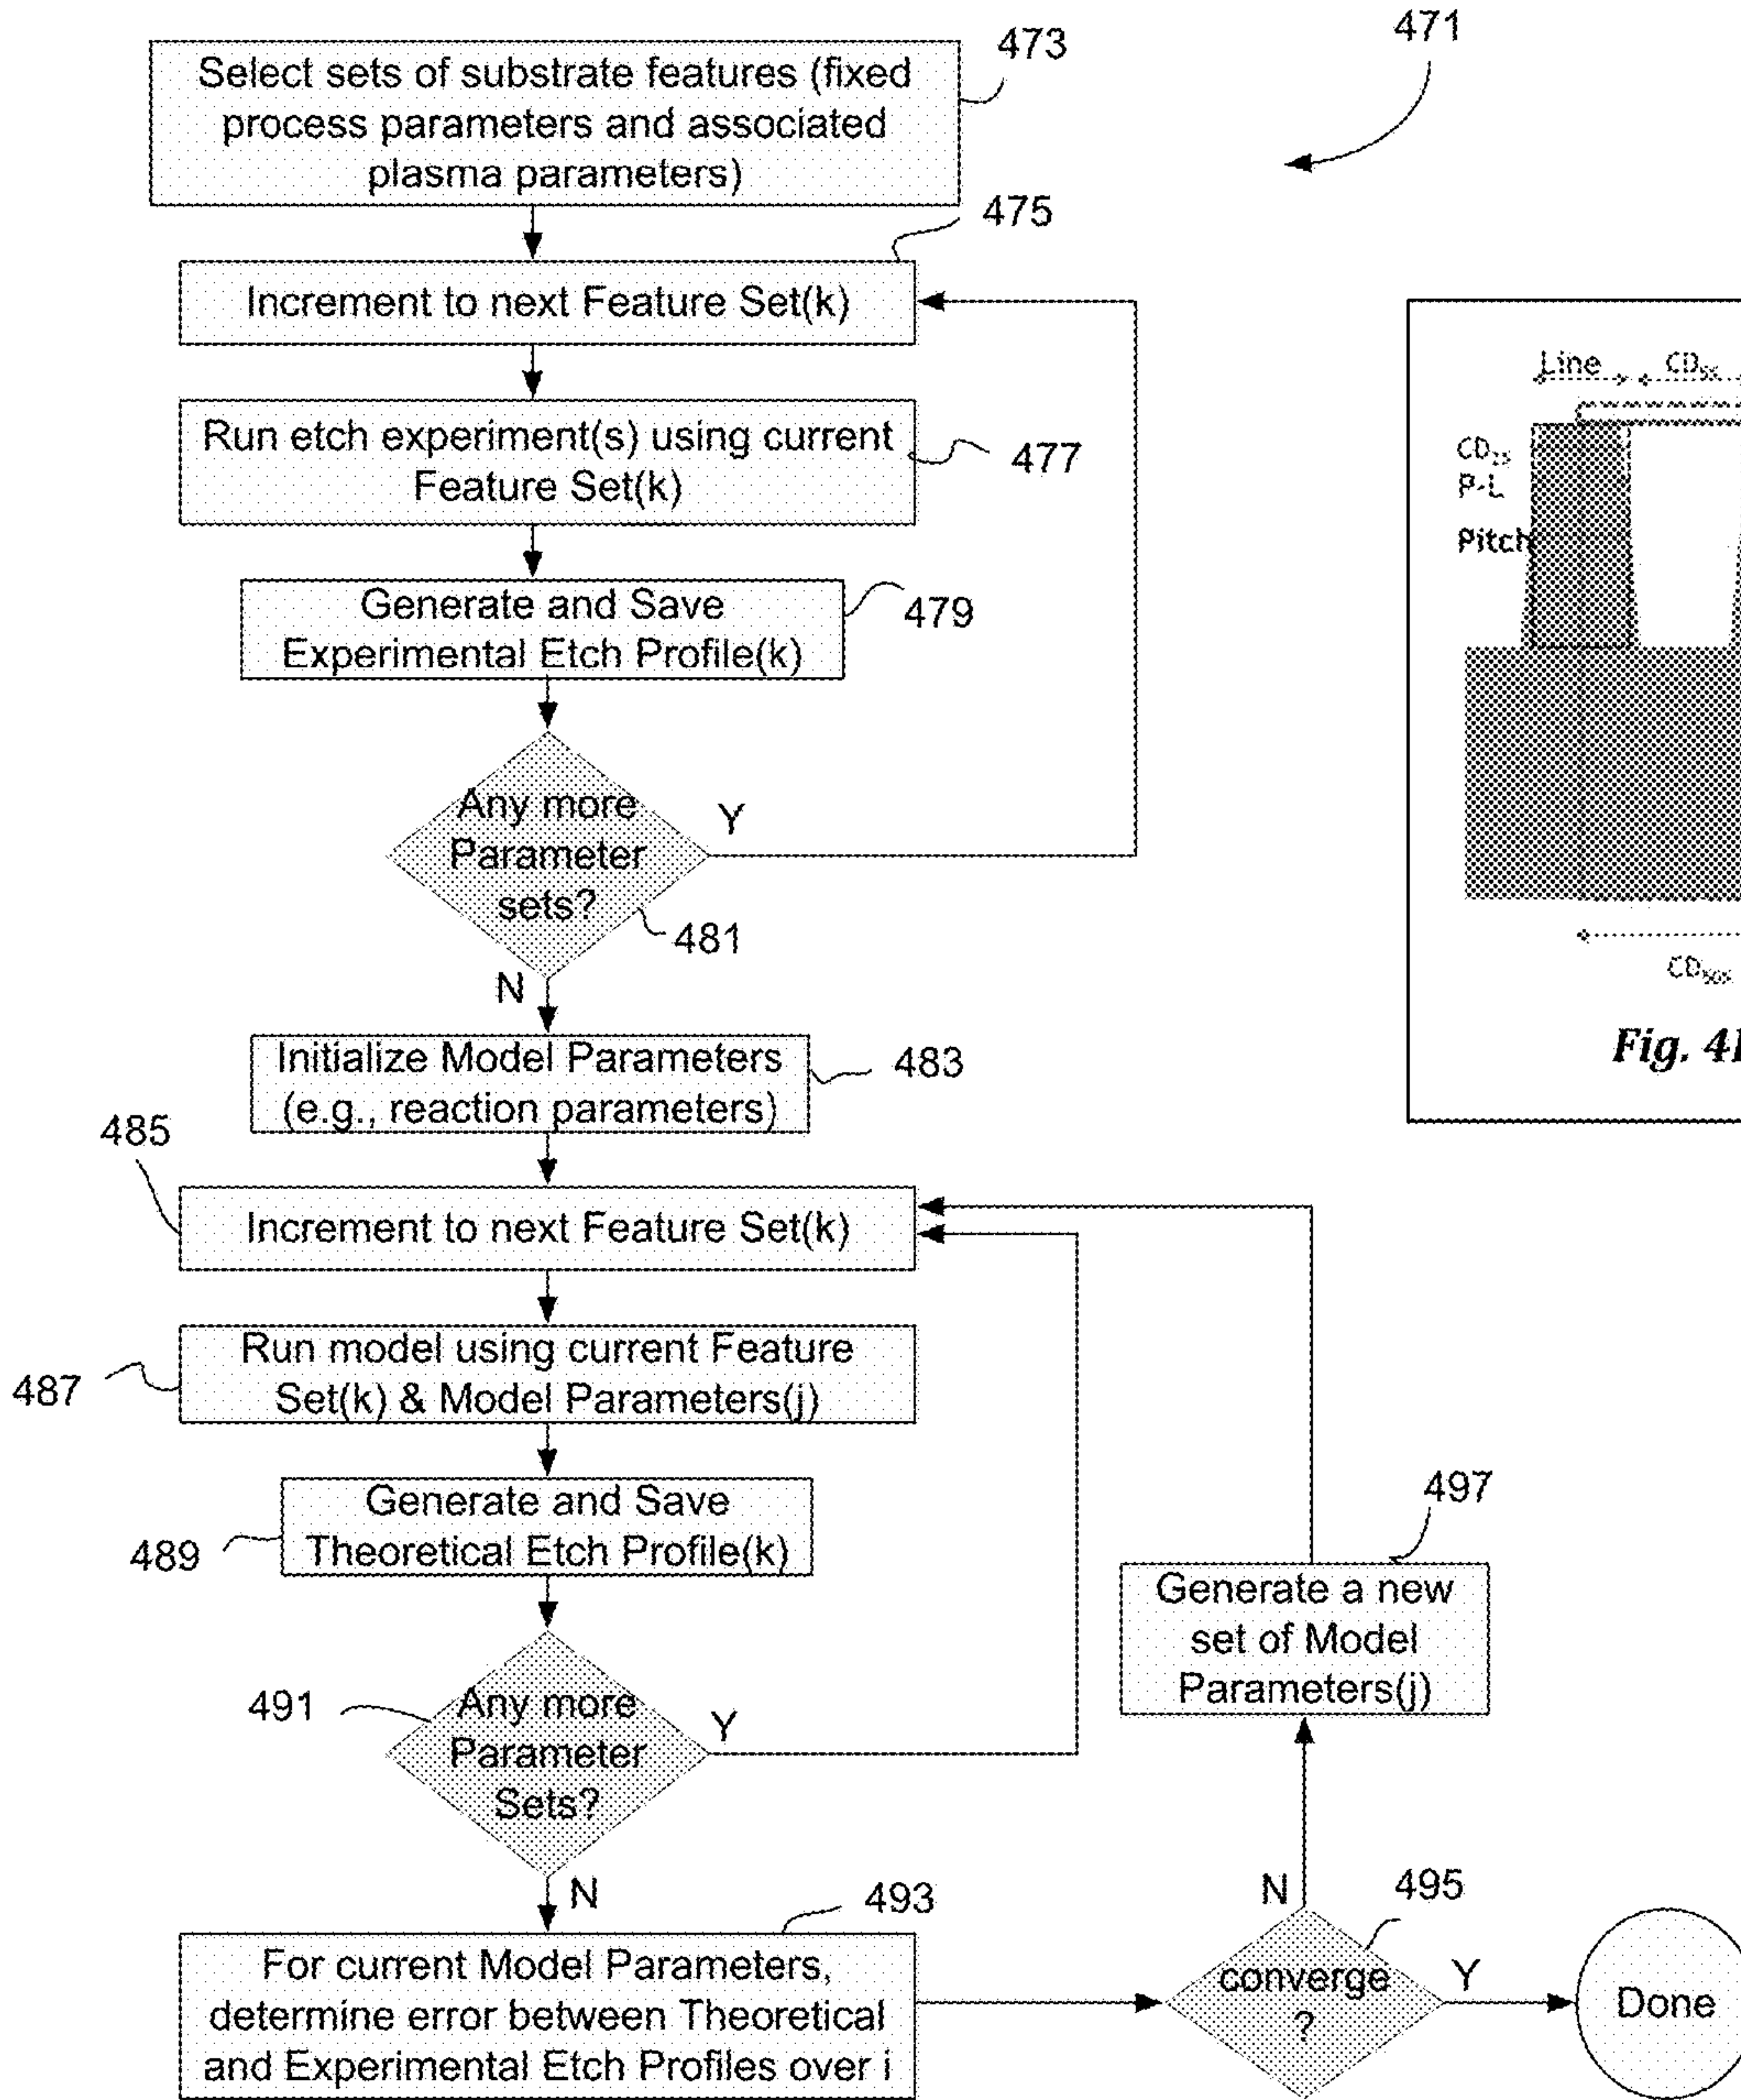 471
473
Select sets of substrate features (fixed
process parameters and associated
plasma parameters)
475
Increment to next Feature Set(k)
Run etch experiment(s) using current
Feature Set(k)
477
Generate and Save
Experimental Etch Profile(k)
479
Any more
Parameter
sets?
Y
481
N
Initialize Model Parameters
(e.g., reaction parameters)
483
485
Increment to next Feature Set(k)
Run model using current Feature
Set(k) & Model Parameters(j)
487
Generate and Save
Theoretical Etch Profile(k)
489
491
Any more
Parameter
Sets?
Y
N
493
For current Model Parameters,
determine error between Theoretical
and Experimental Etch Profiles over i
495
converge
?
N
Y
Done
497
Generate a new
set of Model
Parameters(j)
Line
P-L
Pitch
Fig.